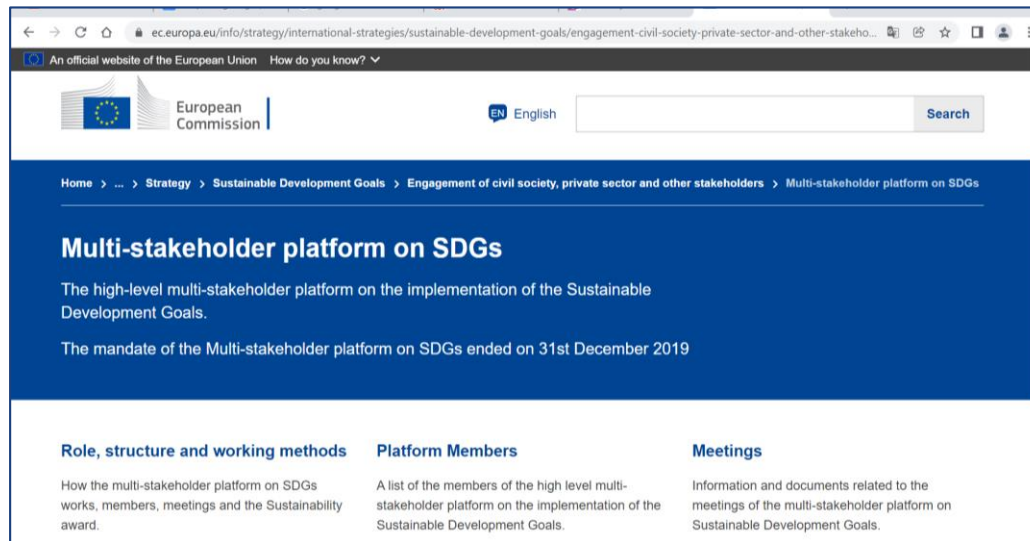 ec.europa.eu/info/strategy/international-strategies/sustainable-development-goals/engagement-civil-society-private-sector-and-other-stakeho...
An official website of the European Union How do you know?
European
Commission
EN English
Search
Home > ... > Strategy > Sustainable Development Goals > Engagement of civil society, private sector and other stakeholders > Multi-stakeholder platform on SDGs
Multi-stakeholder platform on SDGs
The high-level multi-stakeholder platform on the implementation of the Sustainable
Development Goals.
The mandate of the Multi-stakeholder platform on SDGs ended on 31st December 2019
Role, structure and working methods
How the multi-stakeholder platform on SDGs
works, members, meetings and the Sustainability
award.
Platform Members
A list of the members of the high level multi-
stakeholder platform on the implementation of the
Sustainable Development Goals.
Meetings
Information and documents related to the
meetings of the multi-stakeholder platform on
Sustainable Development Goals.